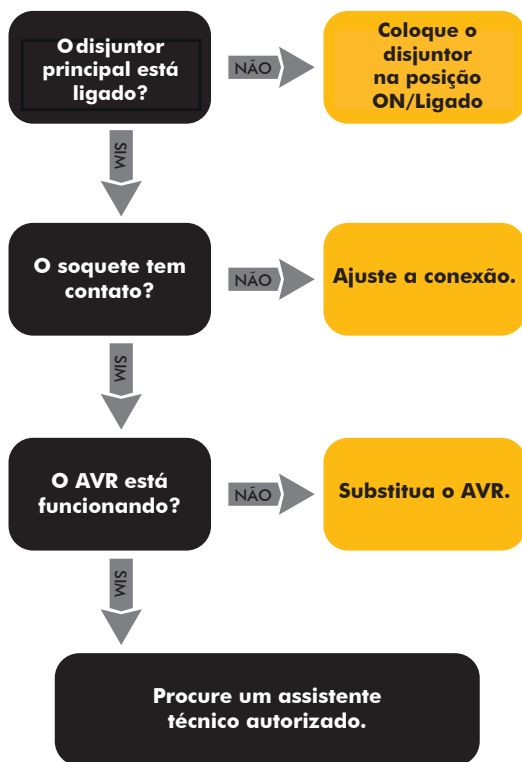 O disjuntor
principal está
ligado?
NÃO
Coloque o
disjuntor
na posição
ON/Ligado
SIM
O soquete tem
contato?
NÃO
Ajuste a conexão.
SIM
O AVR está
funcionando?
NÃO
Substitua o AVR.
SIM
Procure um assistente
técnico autorizado.